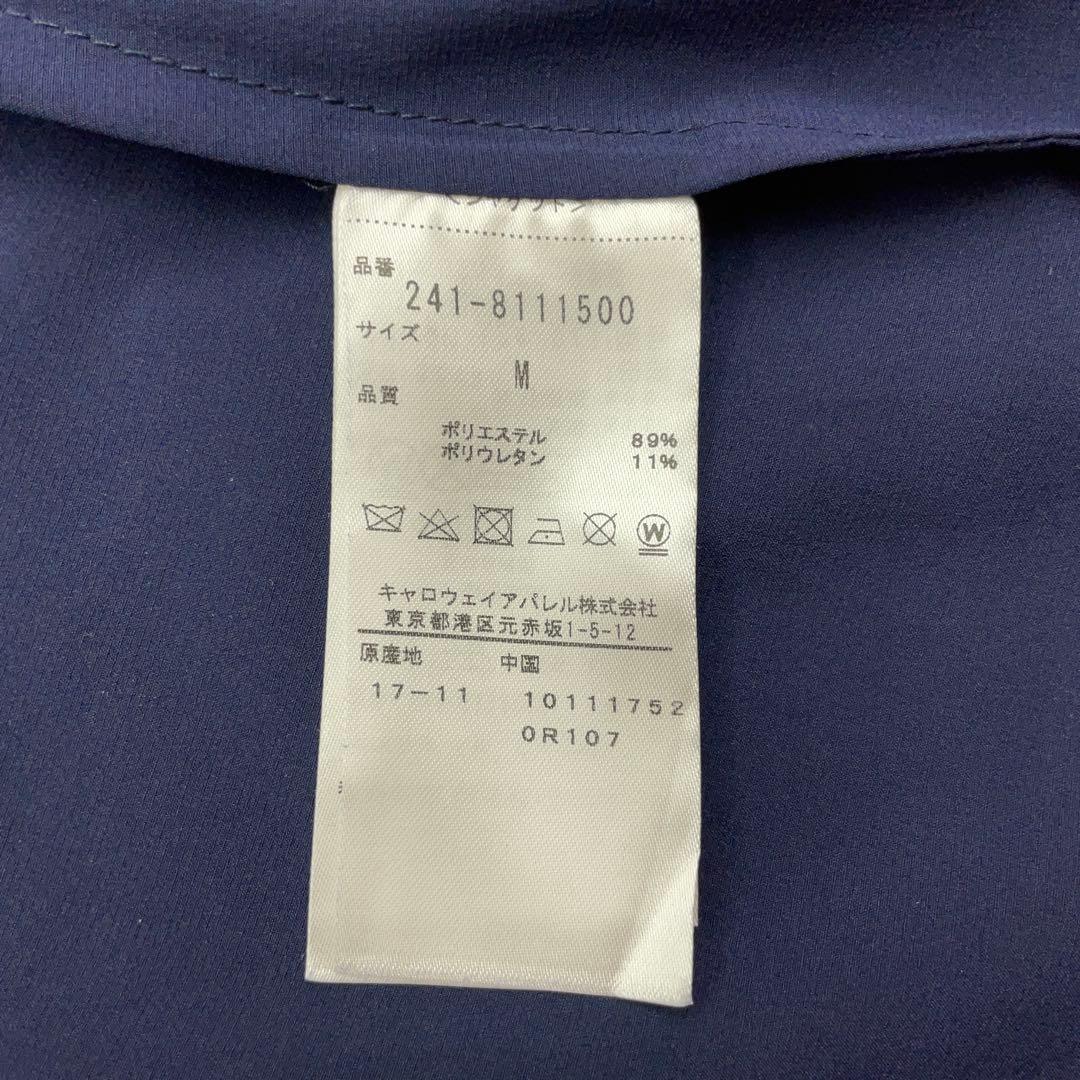 品番
241-8111500
サイズ
M
品質
ポリエステル 89%
ポリウレタン 11%
W
キャロウェイアパレル株式会社
東京都港区元赤坂1-5-12
原産地 中国
17-11 10111752
0R107